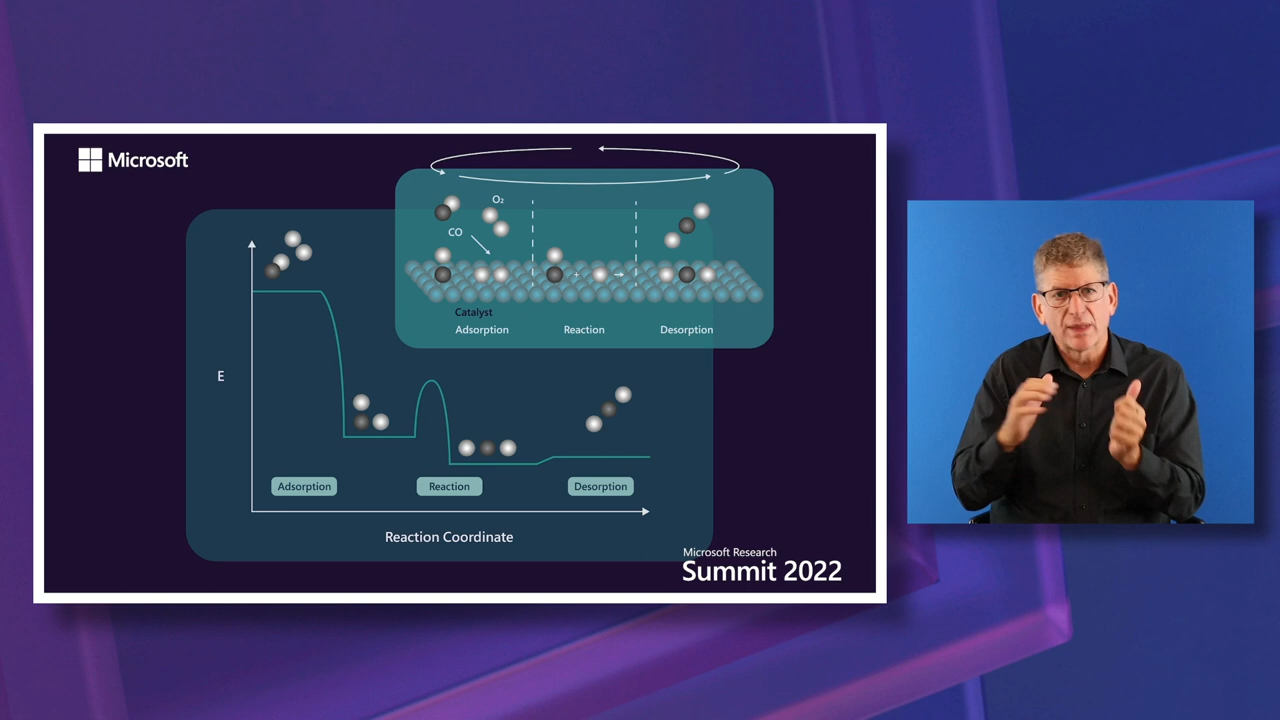 Microsoft
O₂
CO
+
Catalyst
Adsorption
Reaction
Desorption
E
Adsorption
Reaction
Desorption
Reaction Coordinate
Microsoft Research
Summit 2022